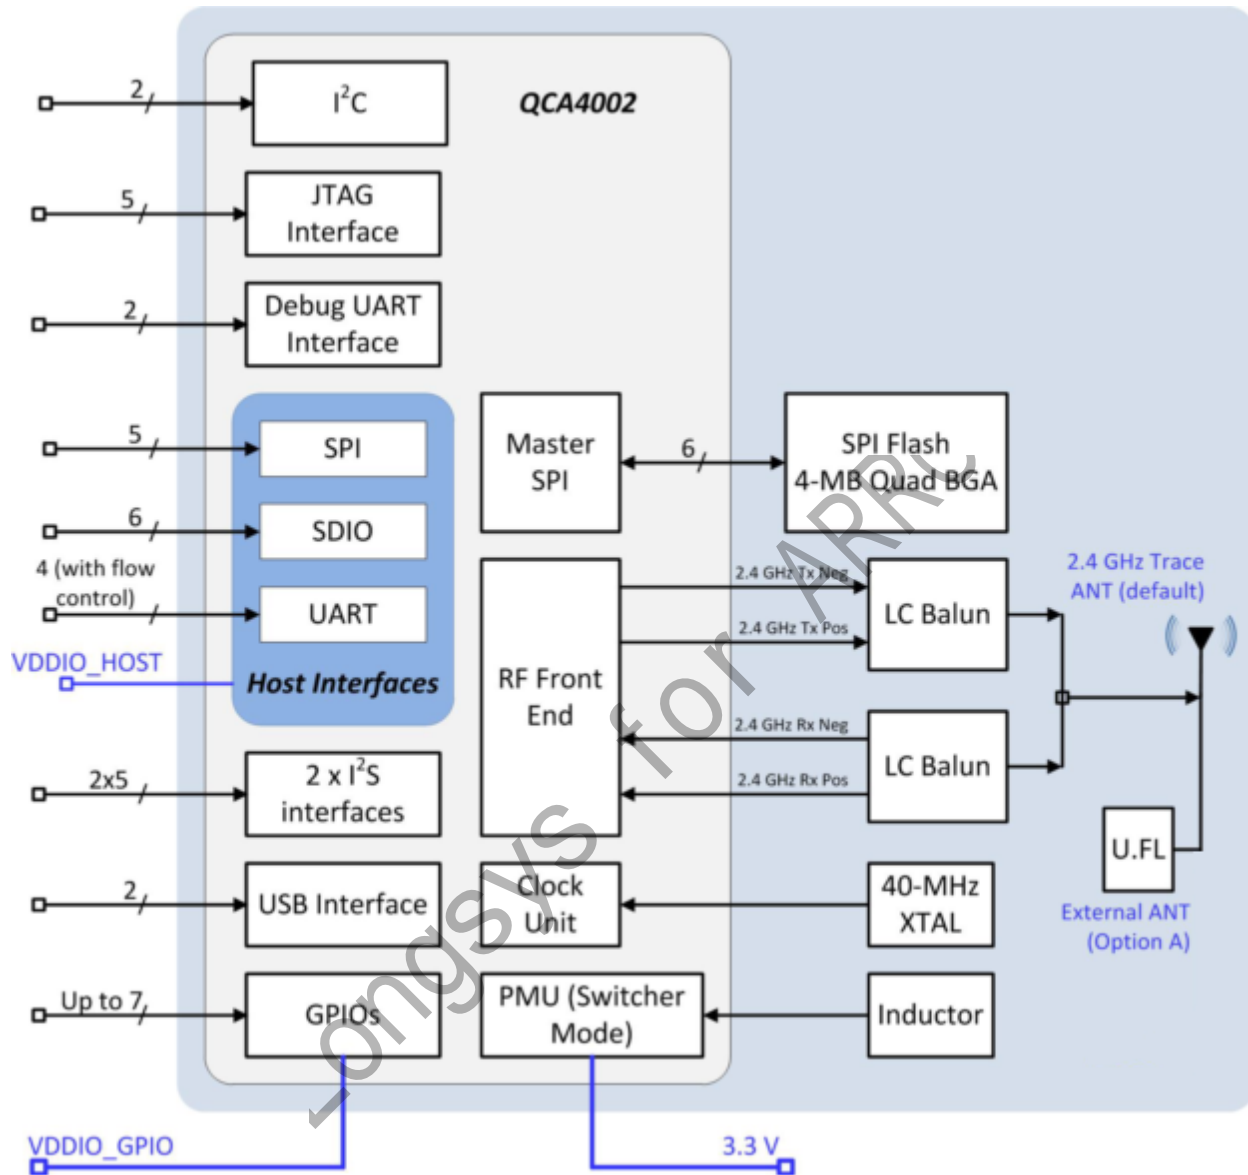 2
I²C
QCA4002
5
JTAG
Interface
2
Debug UART
Interface
5
SPI
Master
SPI
6
SPI Flash
4-MB Quad BGA
6
SDIO
4 (with flow
control)
UART
VDDIO_HOST
Host Interfaces
RF Front
End
2.4 GHz Tx Neg
2.4 GHz Tx Pos
LC Balun
2.4 GHz Trace
ANT (default)
2.4 GHz Rx Neg
2.4 GHz Rx Pos
LC Balun
2x5
2 x I²S
interfaces
U.FL
External ANT
(Option A)
2
USB Interface
Clock
Unit
40-MHz
XTAL
Up to 7
GPIOs
PMU (Switcher
Mode)
Inductor
VDDIO_GPIO
3.3 V
Longsys for